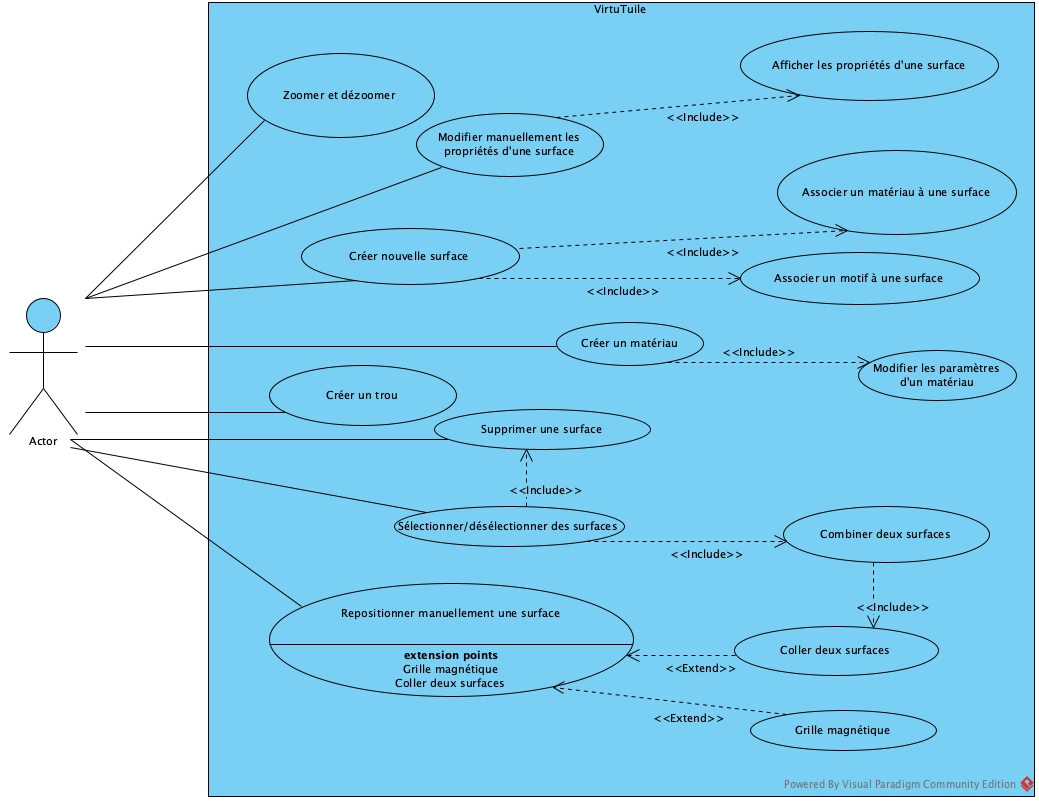 VirtuTuile
Zoomer et dézoomer
Afficher les propriétés d'une surface
<<Include>>
Modifier manuellement les
propriétés d'une surface
Associer un matériau à une surface
Créer nouvelle surface
<<Include>>
Associer un motif à une surface
<<Include>>
Créer un matériau
<<Include>>
Modifier les paramètres
d'un matériau
Créer un trou
Supprimer une surface
Actor
<<Include>>
Sélectionner/désélectionner des surfaces
Combiner deux surfaces
<<Include>>
<<Include>>
Repositionner manuellement une surface
extension points
Grille magnétique
Coller deux surfaces
Coller deux surfaces
<<Extend>>
<<Extend>>
Grille magnétique
Powered By Visual Paradigm Community Edition